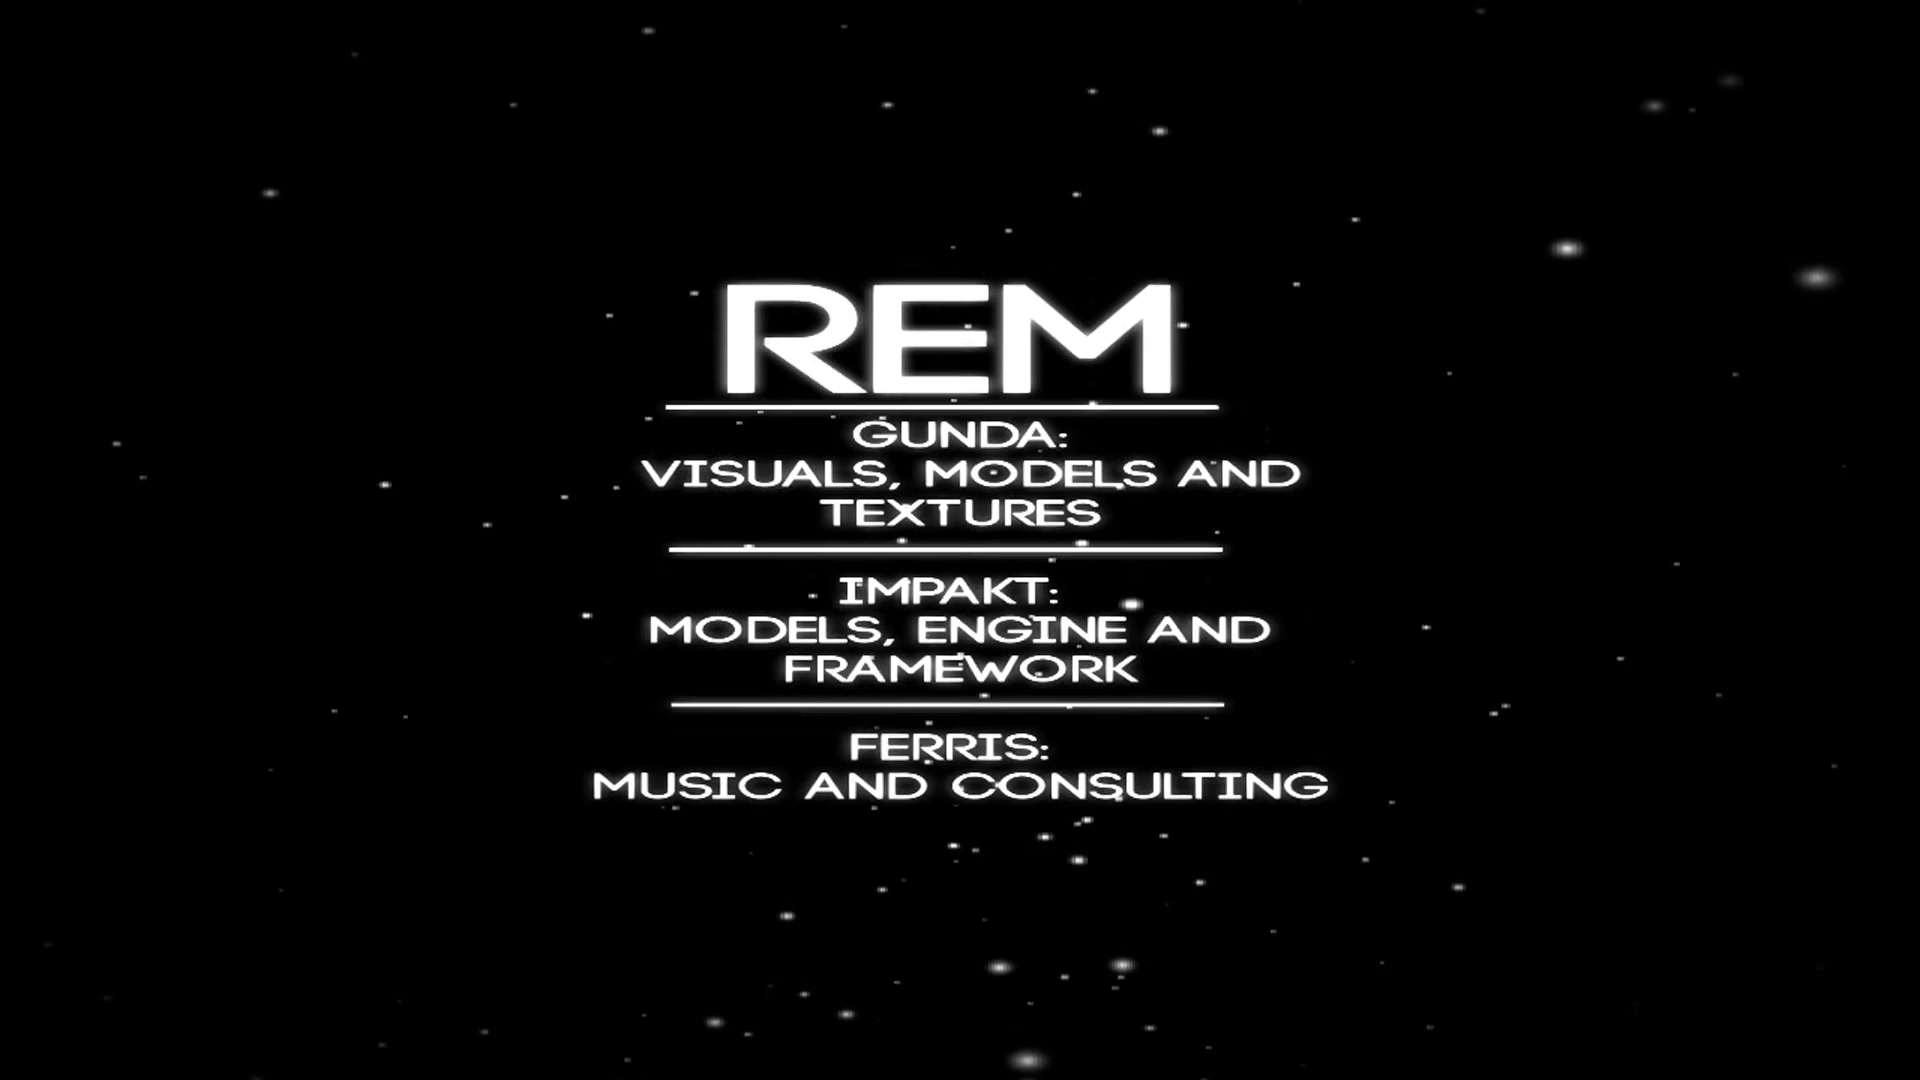 REM
GUNDA:
VISUALS, MODELS AND
TEXTURES
IMPAKT:
MODELS, ENGINE AND
FRAMEWORK
FERRIS:
MUSIC AND CONSULTING